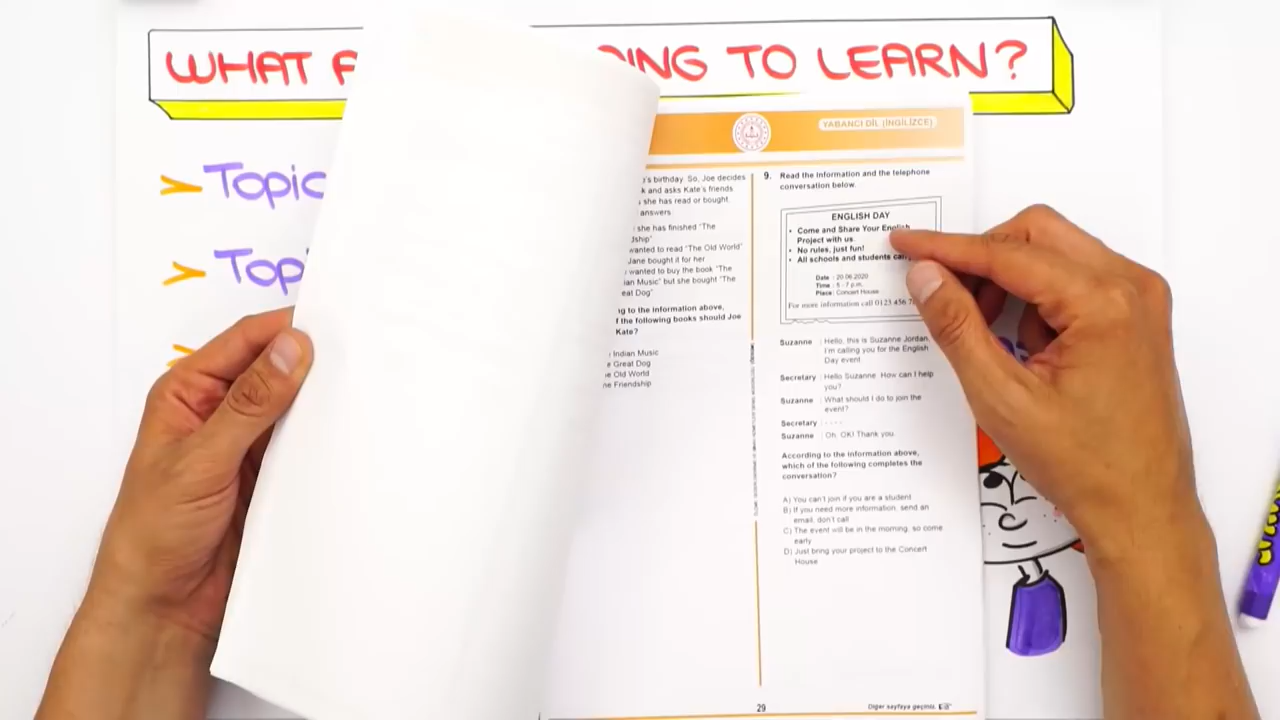 WHAT
ING TO LEARN?
Topic
Topi
YABANCI DİL (İNGİLİZCE)
's birthday. So, Joe decides
k and asks Kate's friends
she has read or bought.
answers.
she has finished "The
dship"
wanted to read "The Old World"
Jane bought it for her
wanted to buy the book "The
ian Music" but she bought "The
eat Dog"
ng to the information above,
f the following books should Joe
Kate?
Indian Music
e Great Dog
e Old World
he Friendship
9. Read the information and the telephone
conversation below.
ENGLISH DAY
• Come and Share Your English
Project with us.
• No rules, just fun!
• All schools and students can
Date : 20.06.2020
Time : 5 - 7 p.m.
Place : Concert House
For more information call 0123 456 7
Suzanne : Hello, this is Suzanne Jordan.
I'm calling you for the English
Day event
Secretary : Hello Suzanne. How can I help
you?
Suzanne : What should I do to join the
event?
Secretary : - - - -
Suzanne : Oh, OK! Thank you.
According to the information above,
which of the following completes the
conversation?
A) You can't join if you are a student
B) If you need more information, send an
email, don't call
C) The event will be in the morning, so come
early
D) Just bring your project to the Concert
House
29
Diğer sayfaya geçiniz.